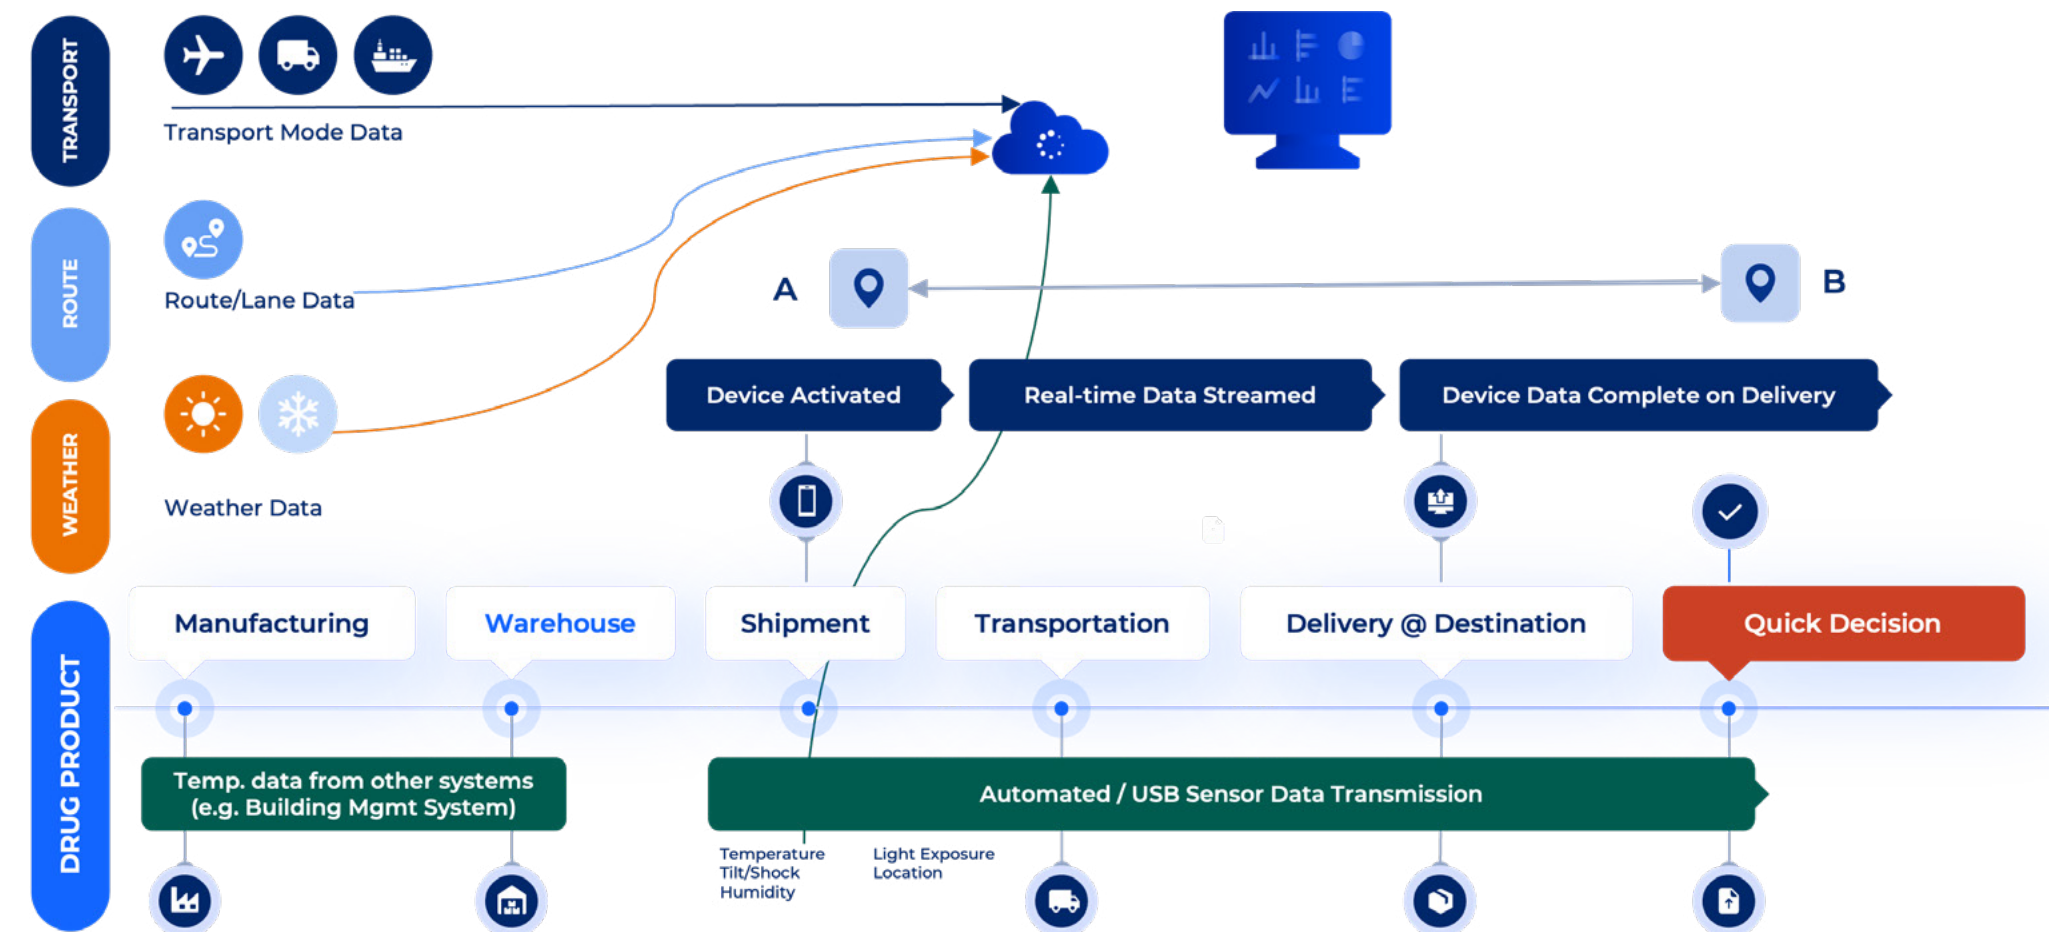 TRANSPORT
Transport Mode Data
ROUTE
Route/Lane Data
A
B
WEATHER
Weather Data
Device Activated
Real-time Data Streamed
Device Data Complete on Delivery
DRUG PRODUCT
Manufacturing
Warehouse
Shipment
Transportation
Delivery @ Destination
Quick Decision
Temp. data from other systems
(e.g. Building Mgmt System)
Automated / USB Sensor Data Transmission
Temperature
Tilt/Shock
Humidity
Light Exposure
Location